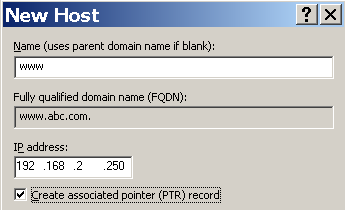 New Host
Name (uses parent domain name if blank):
www
Fully qualified domain name (FQDN):
www.abc.com.
IP address:
192 .168 .2 .250
Create associated pointer (PTR) record